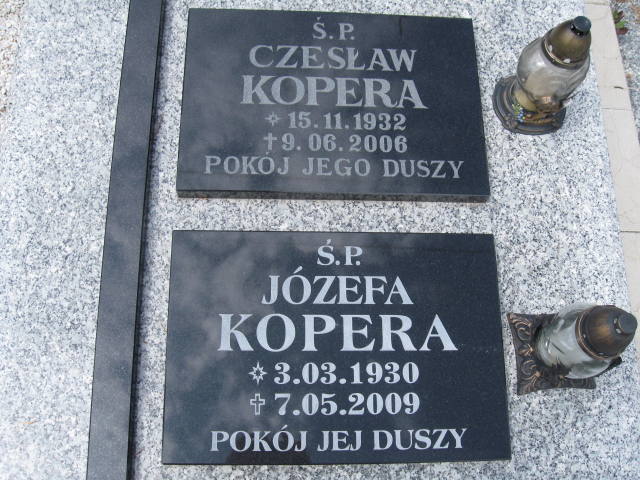 Ś.P.
CZESŁAW
KOPERA
✡ 15.11.1932
✝ 9.06.2006
POKÓJ JEGO DUSZY
Ś.P.
JÓZEFA
KOPERA
✡ 3.03.1930
✝ 7.05.2009
POKÓJ JEJ DUSZY